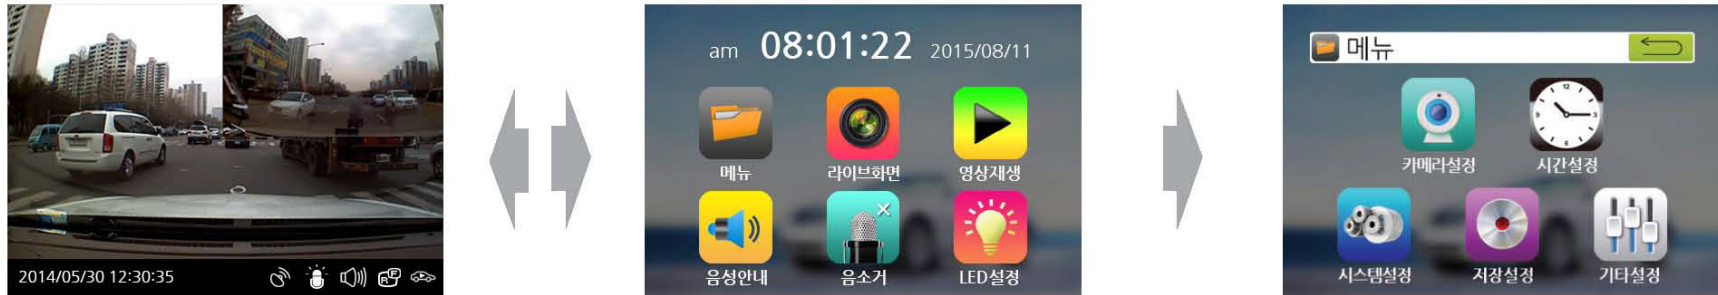 2014/05/30 12:30:35
am 08:01:22 2015/08/11
메뉴 라이브화면 영상재생
음성안내 음소거 LED설정
메뉴
카메라설정 시간설정
시스템설정 저장설정 기타설정